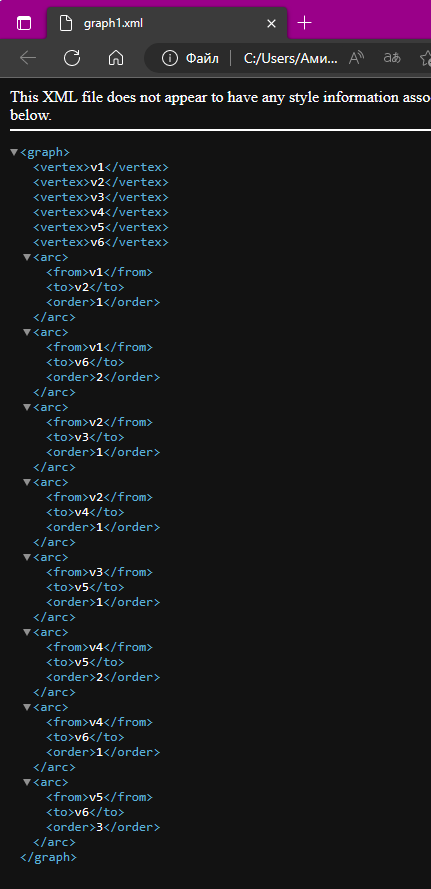 graph1.xml
Файл C:/Users/Ами...
This XML file does not appear to have any style information asso
below.
<graph>
<vertex>v1</vertex>
<vertex>v2</vertex>
<vertex>v3</vertex>
<vertex>v4</vertex>
<vertex>v5</vertex>
<vertex>v6</vertex>
<arc>
<from>v1</from>
<to>v2</to>
<order>1</order>
</arc>
<arc>
<from>v1</from>
<to>v6</to>
<order>2</order>
</arc>
<arc>
<from>v2</from>
<to>v3</to>
<order>1</order>
</arc>
<arc>
<from>v2</from>
<to>v4</to>
<order>1</order>
</arc>
<arc>
<from>v3</from>
<to>v5</to>
<order>1</order>
</arc>
<arc>
<from>v4</from>
<to>v5</to>
<order>2</order>
</arc>
<arc>
<from>v4</from>
<to>v6</to>
<order>1</order>
</arc>
<arc>
<from>v5</from>
<to>v6</to>
<order>3</order>
</arc>
</graph>